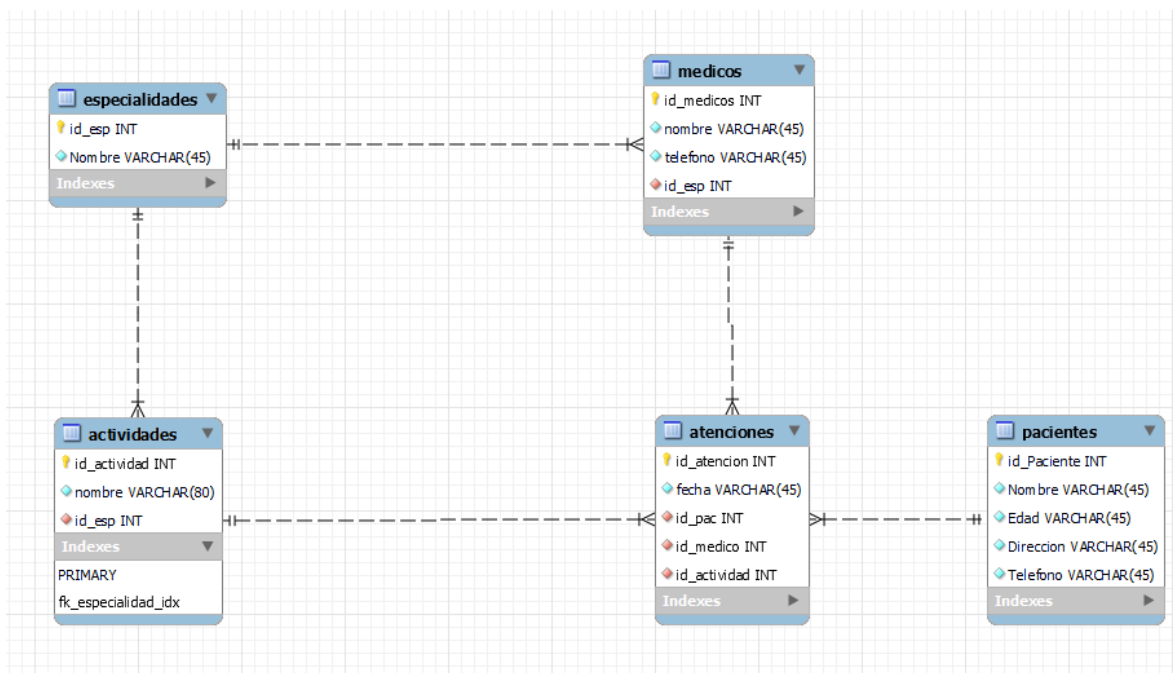 especialidades
id_esp INT
Nombre VARCHAR(45)
Indexes
medicos
id_medicos INT
nombre VARCHAR(45)
telefono VARCHAR(45)
id_esp INT
Indexes
actividades
id_actividad INT
nombre VARCHAR(80)
id_esp INT
Indexes
PRIMARY
fk_especialidad_idx
atenciones
id_atencion INT
fecha VARCHAR(45)
id_pac INT
id_medico INT
id_actividad INT
Indexes
pacientes
id_Paciente INT
Nombre VARCHAR(45)
Edad VARCHAR(45)
Direccion VARCHAR(45)
Telefono VARCHAR(45)
Indexes